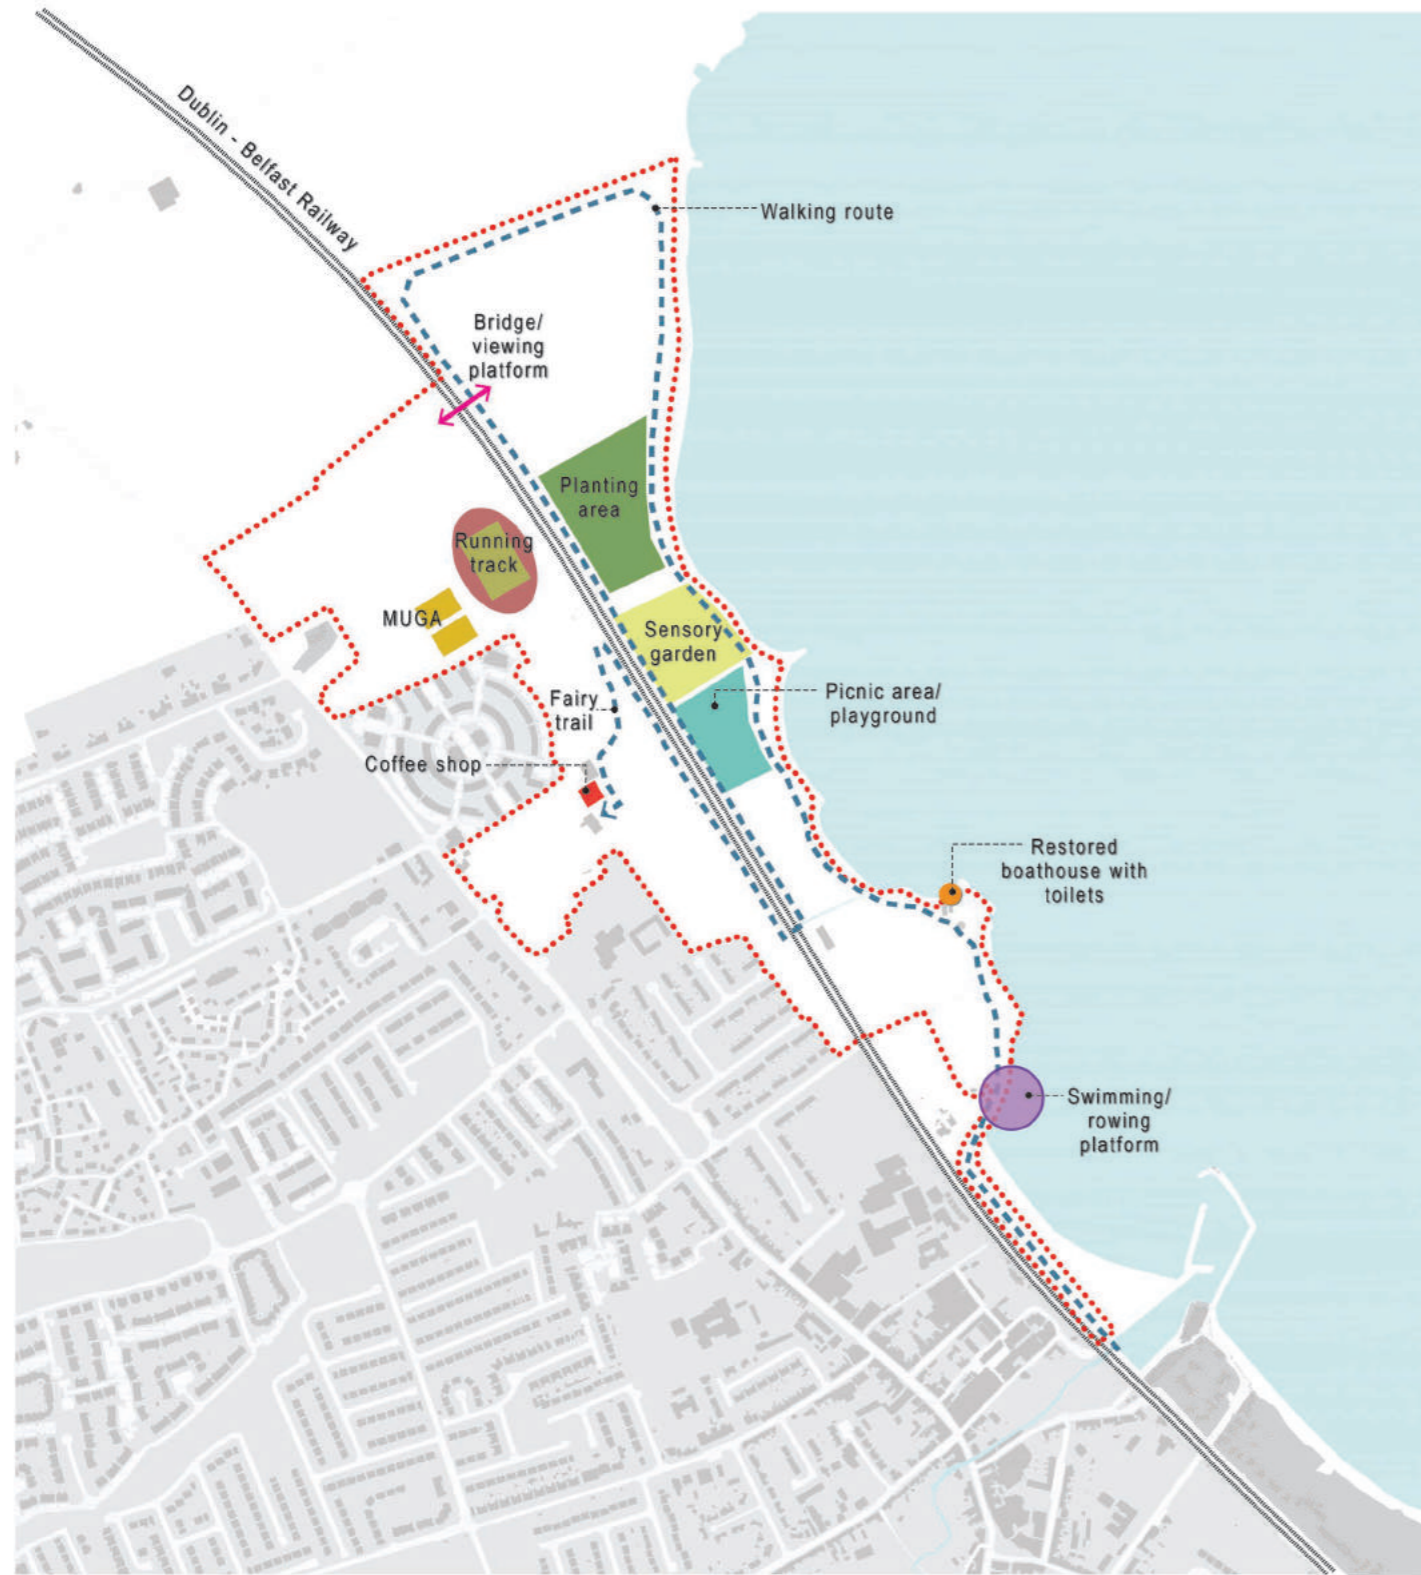 Dublin - Belfast Railway
Walking route
Bridge/
viewing
platform
Planting
area
Running
track
MUGA
Sensory
garden
Fairy
trail
Picnic area/
playground
Coffee shop
Restored
boathouse with
toilets
Swimming/
rowing
platform